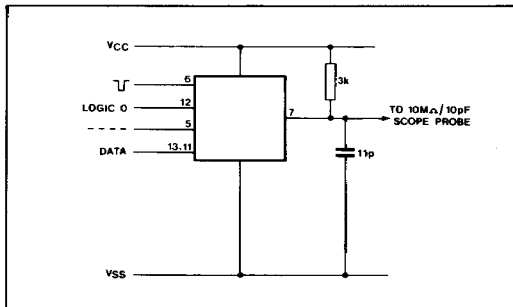 VCC
6
3k
LOGIC 0
12
7
TO 10MΩ/10pF
SCOPE PROBE
5
DATA
13,11
11p
VSS